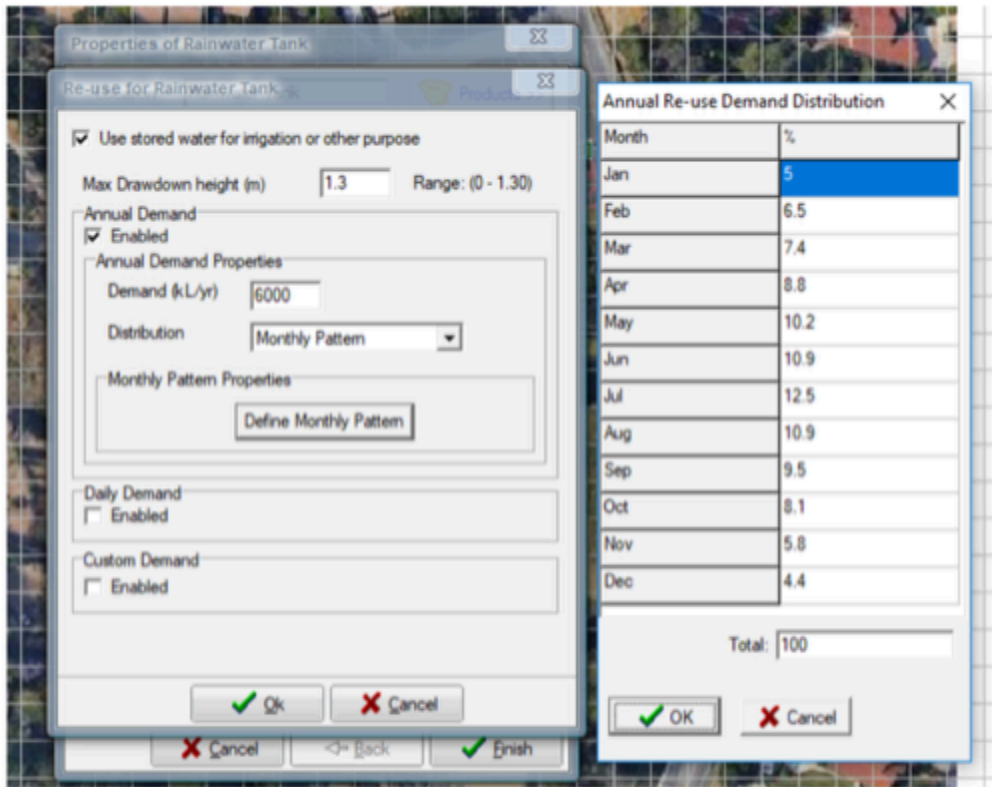 Properties of Rainwater Tank
Re-use for Rainwater Tank
Products >>
Use stored water for irrigation or other purpose
Max Drawdown height (m) 1.3 Range: (0 - 1.30)
Annual Demand
Enabled
Annual Demand Properties
Demand (kL/yr) 6000
Distribution Monthly Pattern
Monthly Pattern Properties
Define Monthly Pattern
Daily Demand
Enabled
Custom Demand
Enabled
Ok Cancel
Cancel Back Finish
Annual Re-use Demand Distribution
Month %
Jan 5
Feb 6.5
Mar 7.4
Apr 8.8
May 10.2
Jun 10.9
Jul 12.5
Aug 10.9
Sep 9.5
Oct 8.1
Nov 5.8
Dec 4.4
Total: 100
OK Cancel